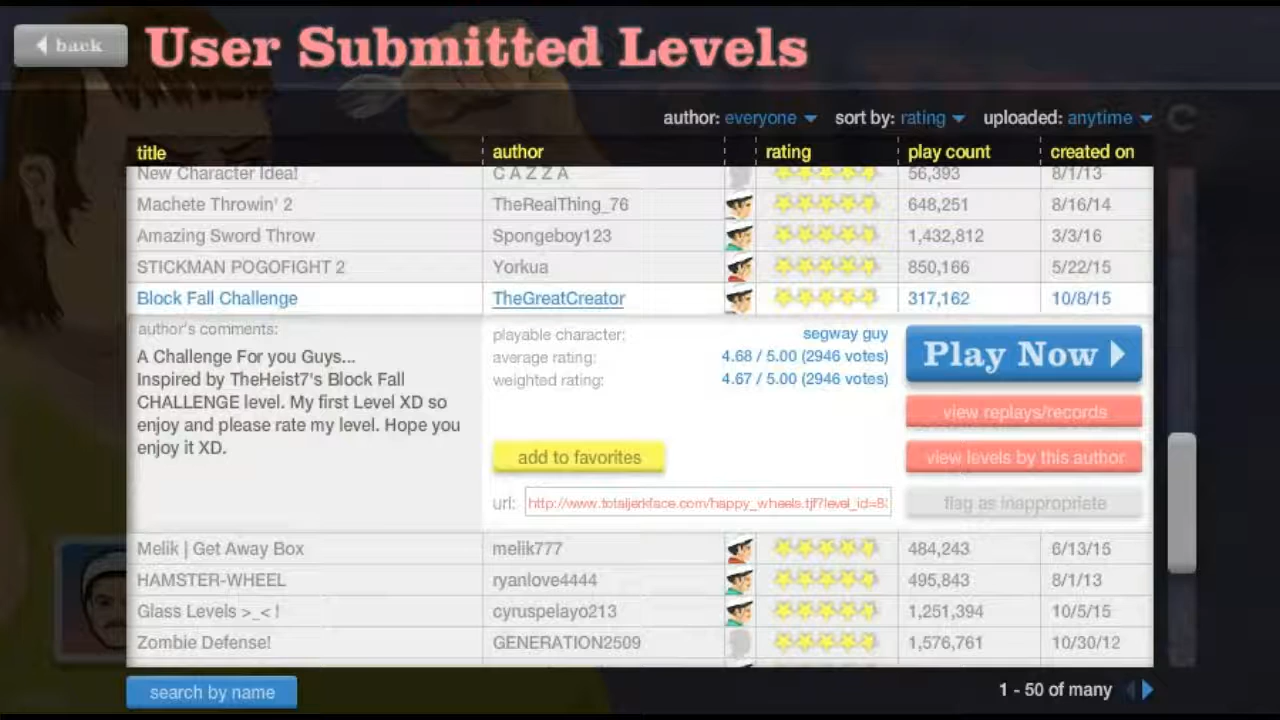 back
User Submitted Levels
author: everyone sort by: rating uploaded: anytime
title author rating play count created on
New Character Idea! C A Z Z A 56,393 8/1/13
Machete Throwin' 2 TheRealThing_76 648,251 8/16/14
Amazing Sword Throw Spongeboy123 1,432,812 3/3/16
STICKMAN POGOFIGHT 2 Yorkua 850,166 5/22/15
Block Fall Challenge TheGreatCreator 317,162 10/8/15
author's comments:
A Challenge For you Guys...
Inspired by TheHeist7's Block Fall
CHALLENGE level. My first Level XD so
enjoy and please rate my level. Hope you
enjoy it XD.
playable character: segway guy
average rating: 4.68 / 5.00 (2946 votes)
weighted rating: 4.67 / 5.00 (2946 votes)
add to favorites
url: http://www.totaljerkface.com/happy_wheels.tjf?level_id=8
Play Now
view replays/records
view levels by this author
flag as inappropriate
Melik | Get Away Box melik777 484,243 6/13/15
HAMSTER-WHEEL ryanlove4444 495,843 8/1/13
Glass Levels >_< ! cyruspelayo213 1,251,394 10/5/15
Zombie Defense! GENERATION2509 1,576,761 10/30/12
search by name
1 - 50 of many